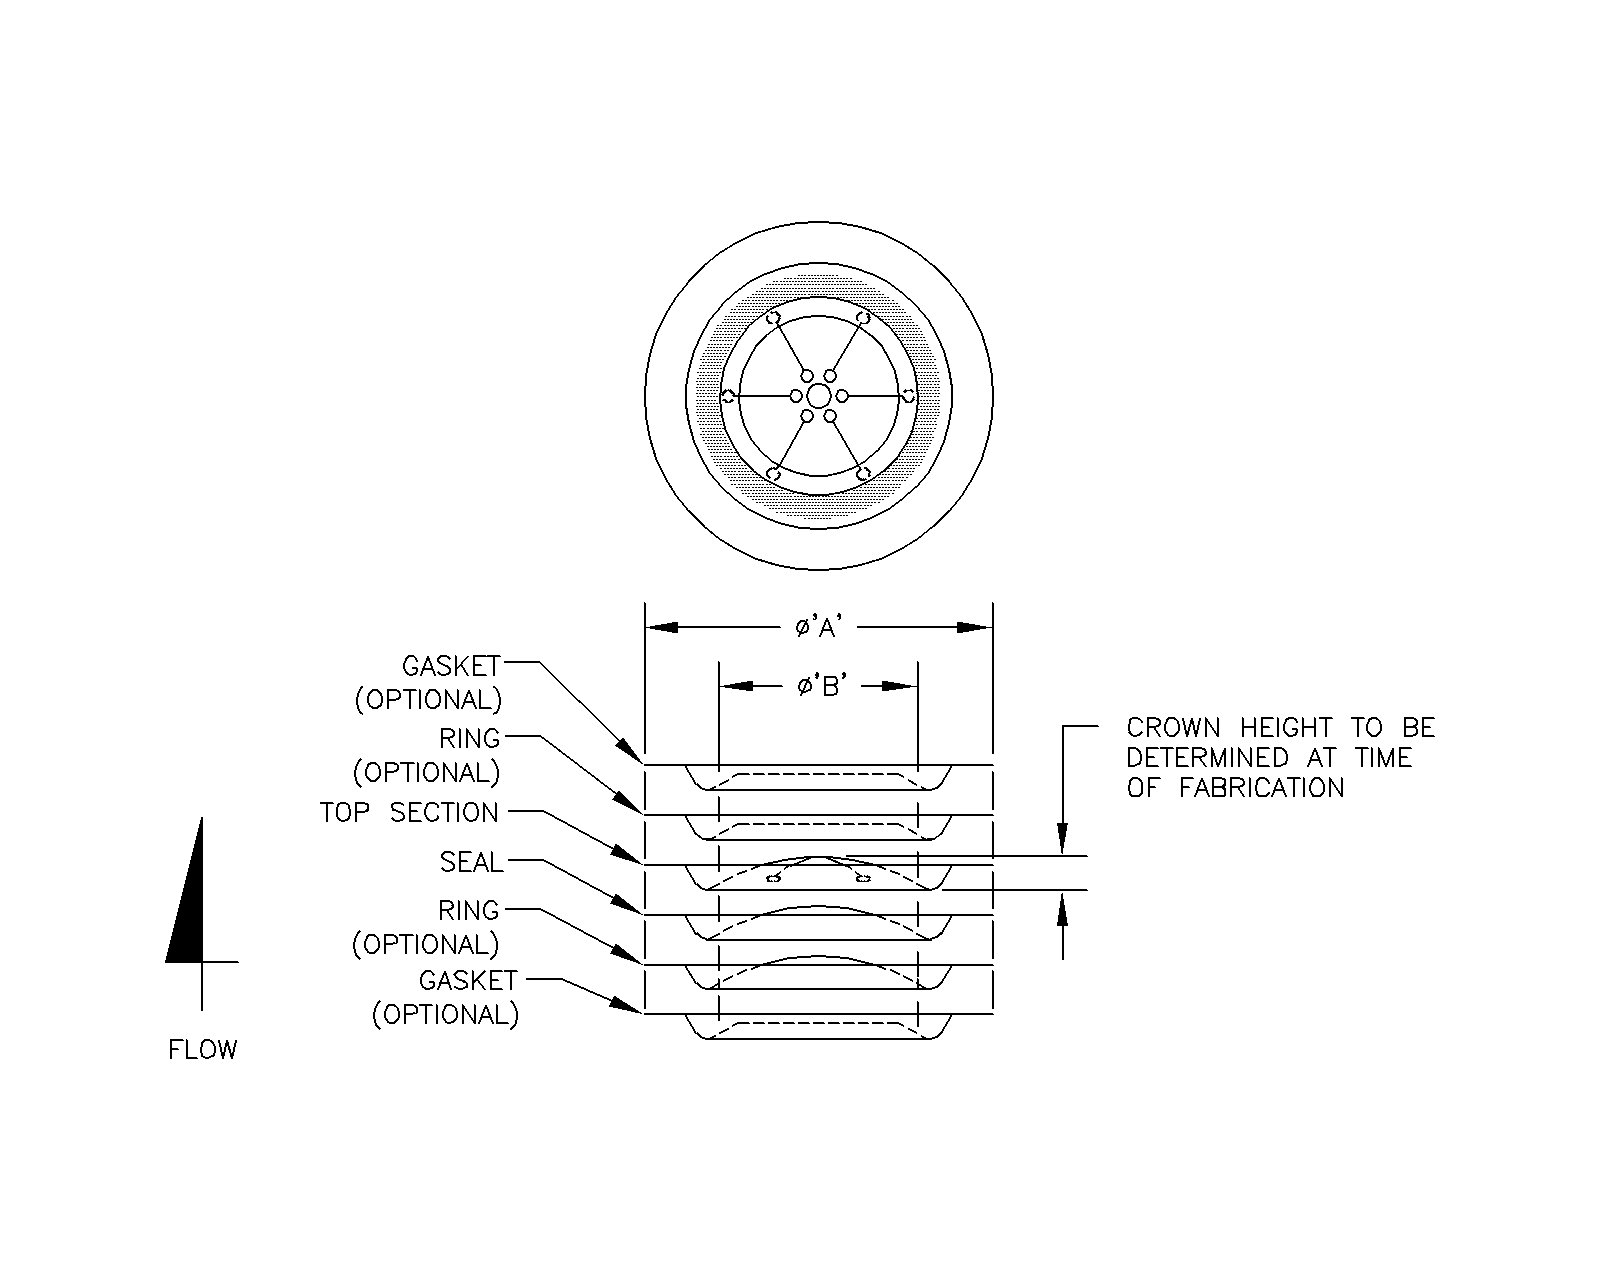 ø'A'
ø'B'
GASKET
(OPTIONAL)
RING
(OPTIONAL)
TOP SECTION
SEAL
RING
(OPTIONAL)
GASKET
(OPTIONAL)
CROWN HEIGHT TO BE
DETERMINED AT TIME
OF FABRICATION
FLOW